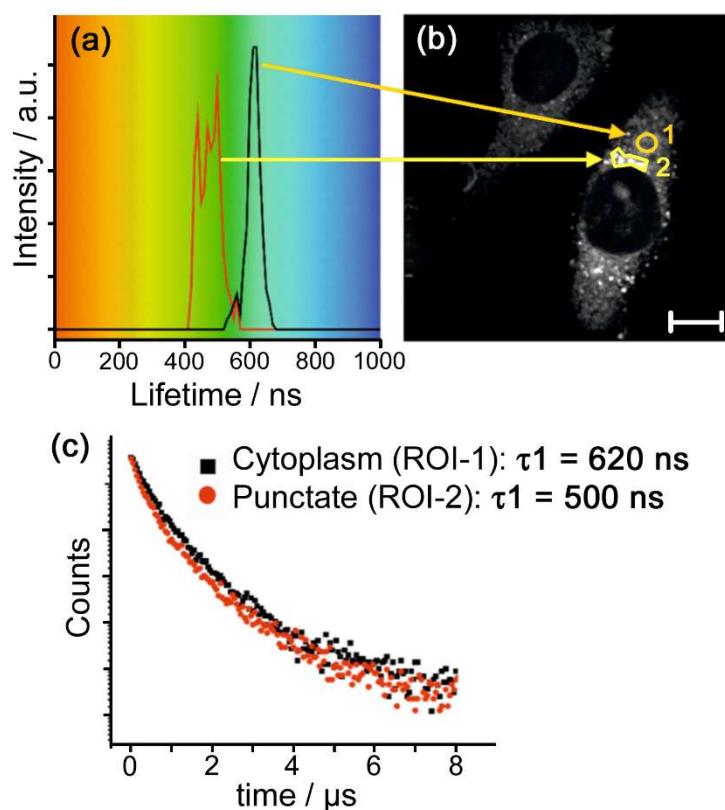 (a)
Intensity / a.u.
0 200 400 600 800 1000
Lifetime / ns
(b)
1
2
(c)
Cytoplasm (ROI-1): τ1 = 620 ns
Punctate (ROI-2): τ1 = 500 ns
Counts
0 2 4 6 8
time / µs